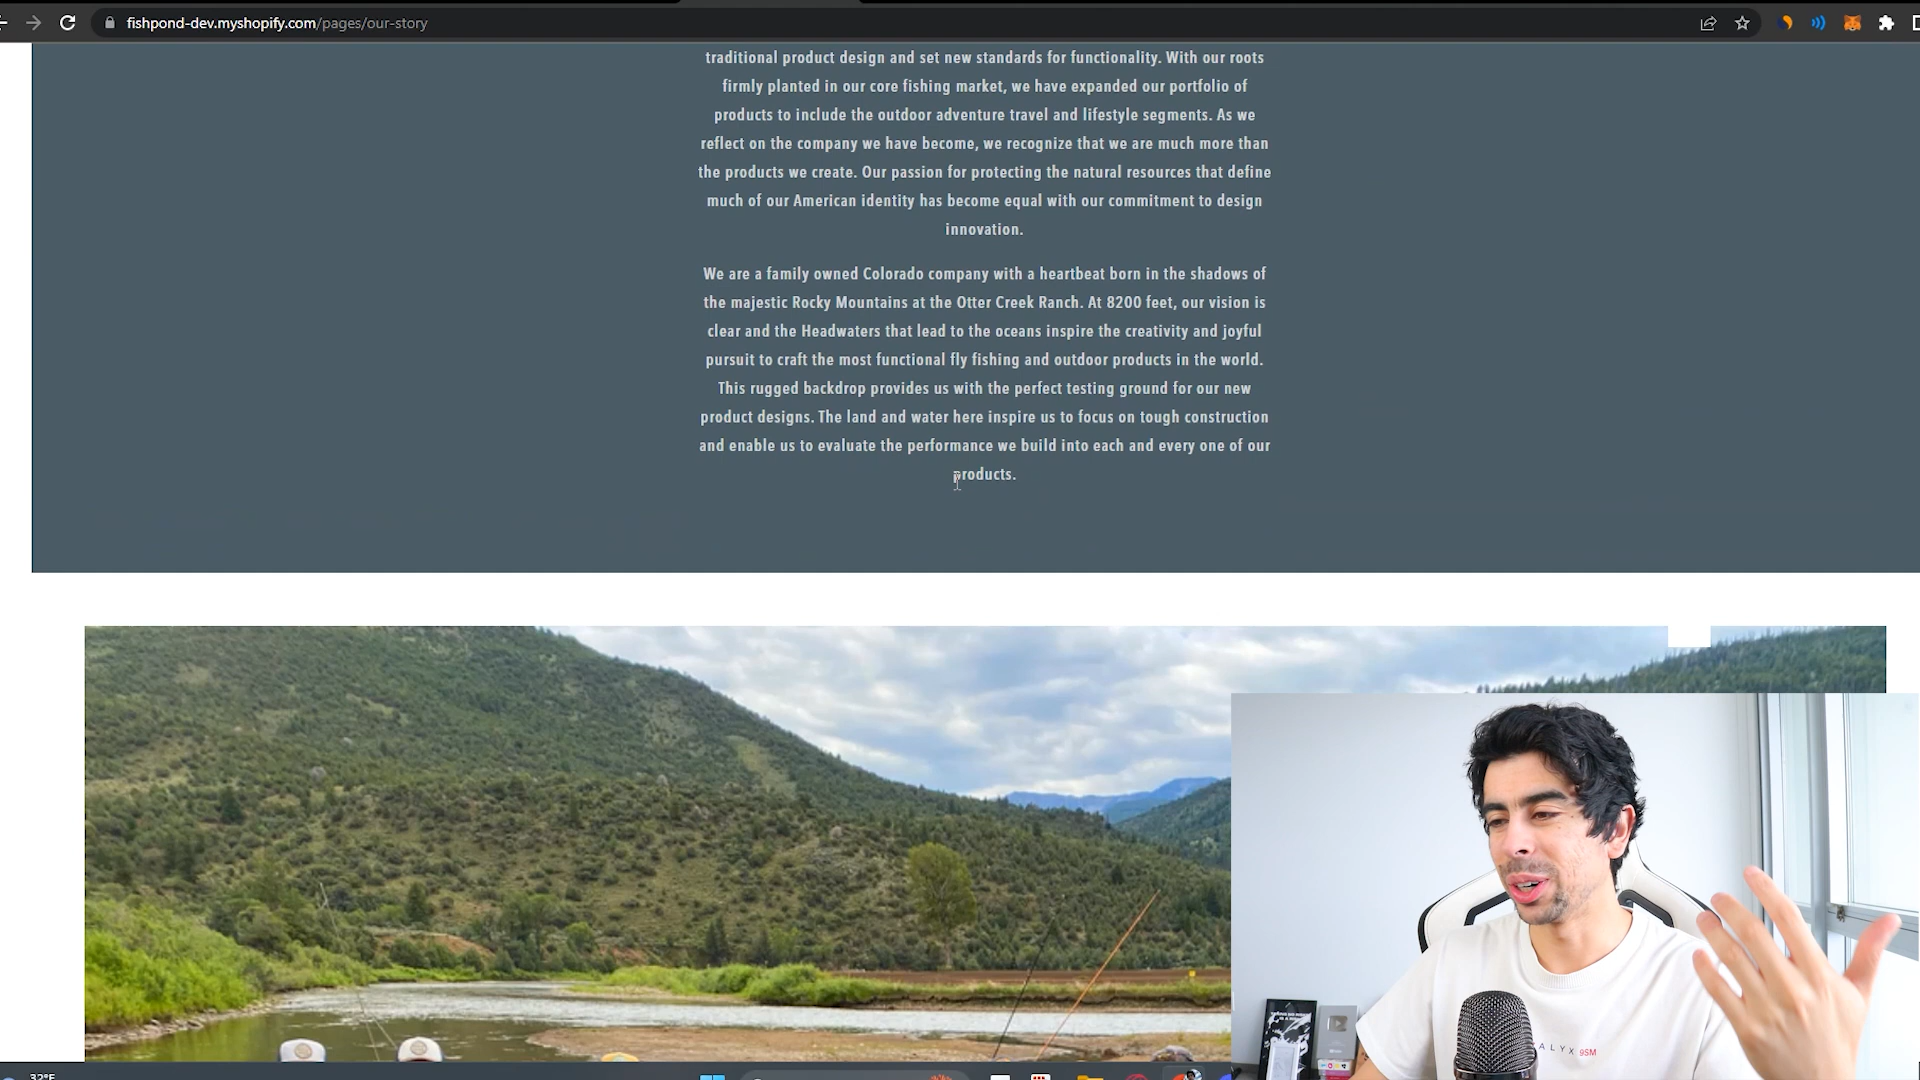 fishpond-dev.myshopify.com/pages/our-story
traditional product design and set new standards for functionality. With our roots
firmly planted in our core fishing market, we have expanded our portfolio of
products to include the outdoor adventure travel and lifestyle segments. As we
reflect on the company we have become, we recognize that we are much more than
the products we create. Our passion for protecting the natural resources that define
much of our American identity has become equal with our commitment to design
innovation.
We are a family owned Colorado company with a heartbeat born in the shadows of
the majestic Rocky Mountains at the Otter Creek Ranch. At 8200 feet, our vision is
clear and the Headwaters that lead to the oceans inspire the creativity and joyful
pursuit to craft the most functional fly fishing and outdoor products in the world.
This rugged backdrop provides us with the perfect testing ground for our new
product designs. The land and water here inspire us to focus on tough construction
and enable us to evaluate the performance we build into each and every one of our
products.
ALYX 9SM
32°F